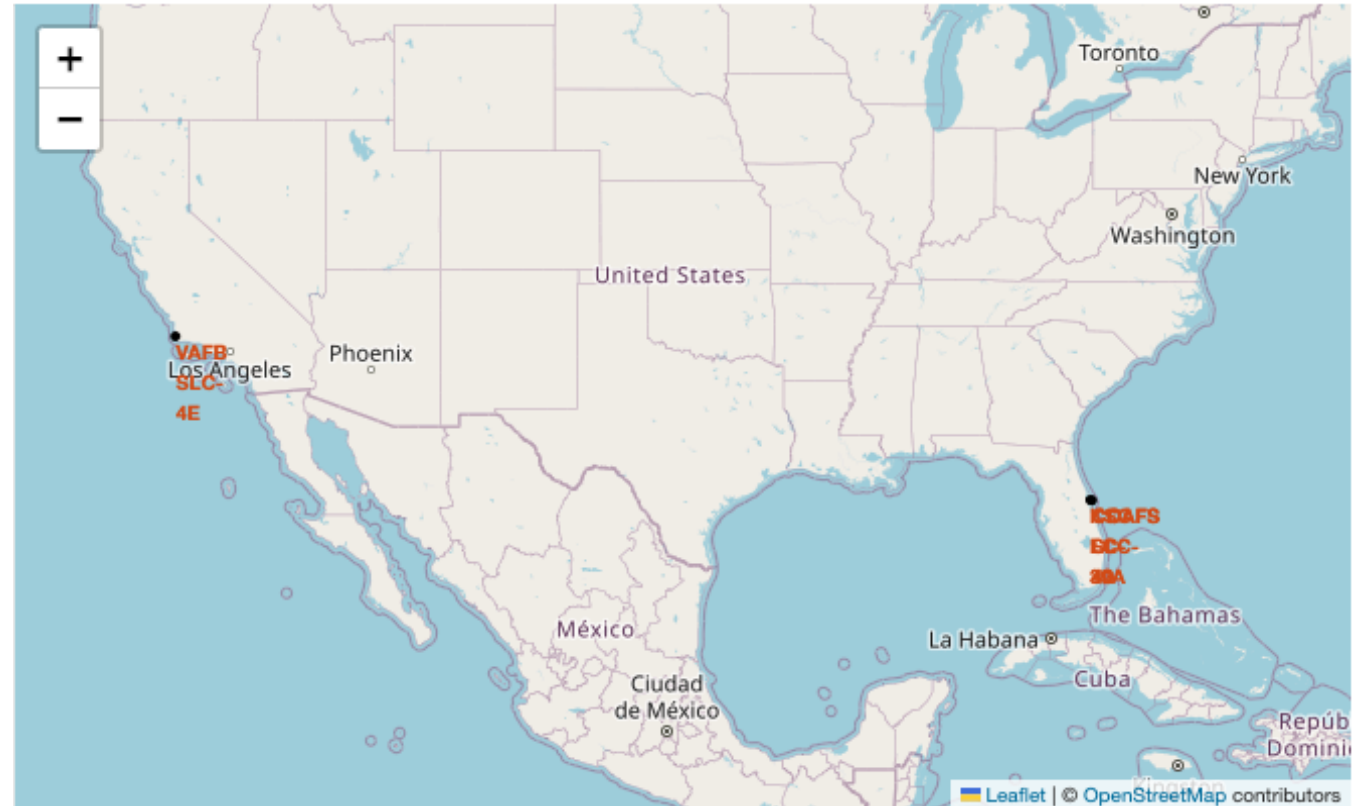 +
−
Toronto
New York
Washington
United States
VAFB
SLC-
4E
Los Angeles
Phoenix
The Bahamas
La Habana
México
Cuba
Ciudad
de México
Repúb
Domini
Kingston
Leaflet | © OpenStreetMap contributors